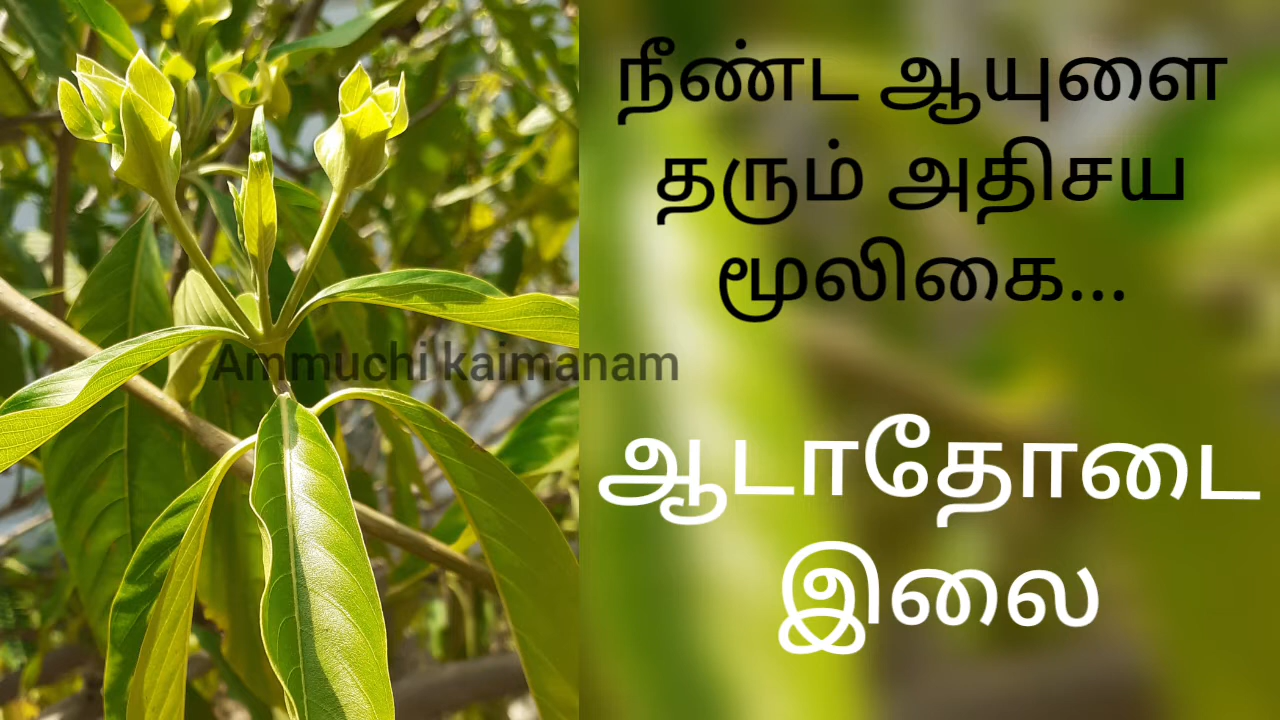 நீண்ட ஆயுளை
தரும் அதிசய
மூலிகை...
Ammuchi kaimanam
ஆடாதோடை
இலை